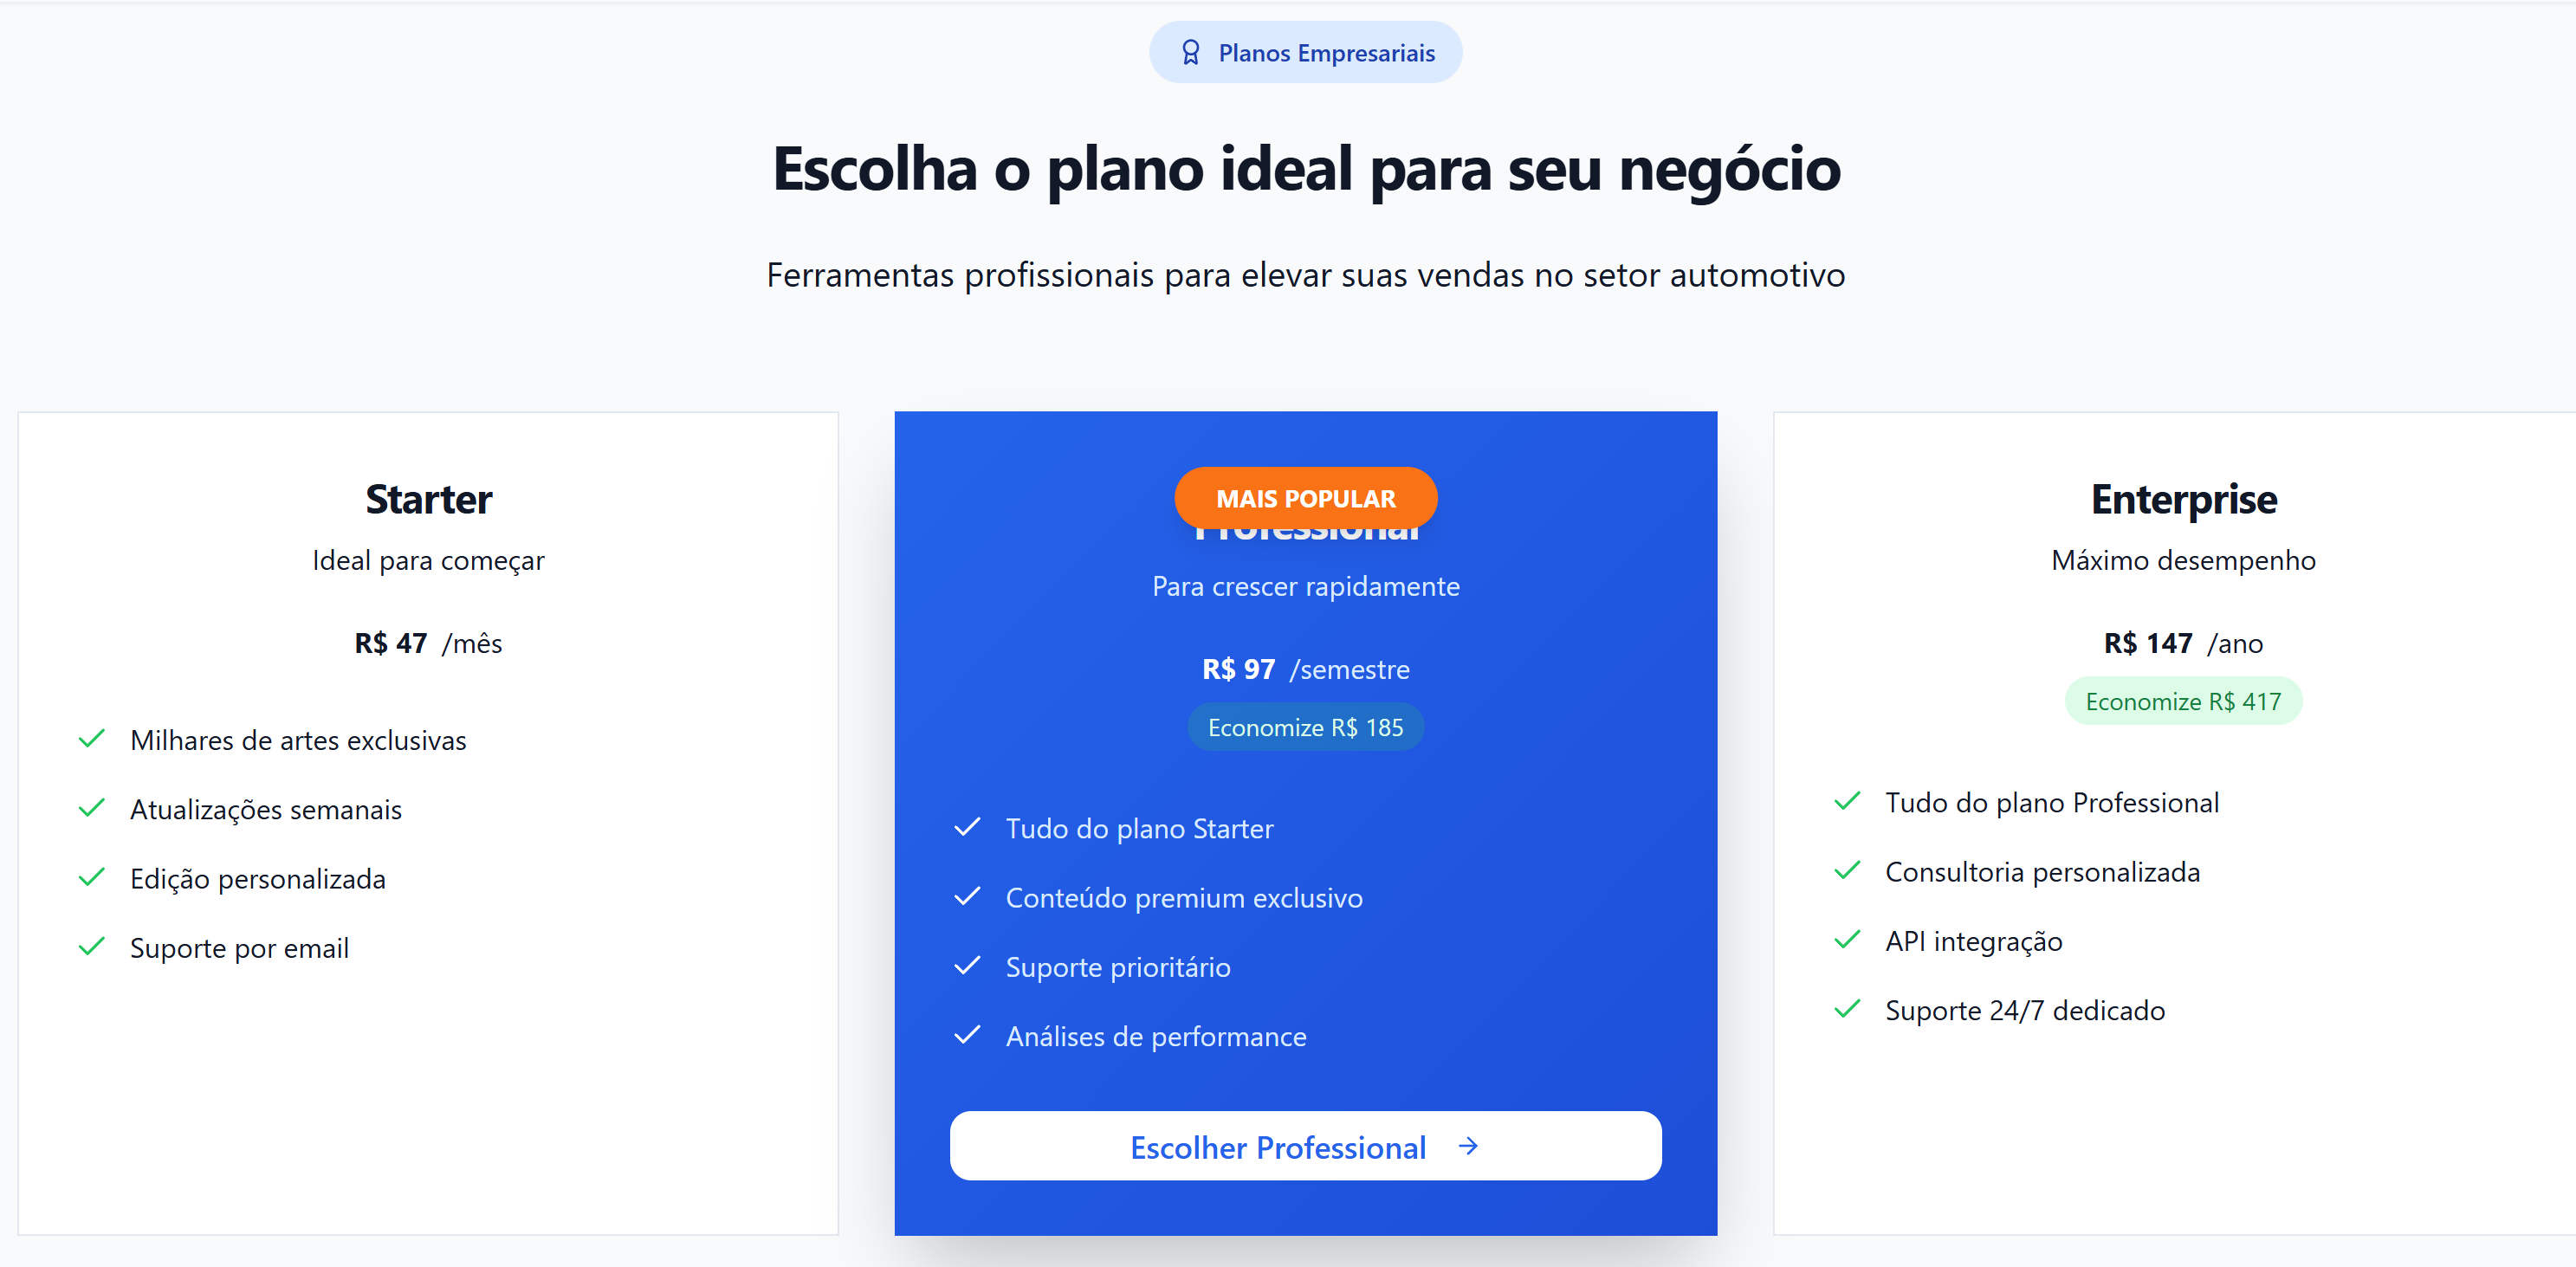 Planos Empresariais
Escolha o plano ideal para seu negócio
Ferramentas profissionais para elevar suas vendas no setor automotivo
Starter
Ideal para começar
R$ 47 /mês
Milhares de artes exclusivas
Atualizações semanais
Edição personalizada
Suporte por email
MAIS POPULAR
Professional
Para crescer rapidamente
R$ 97 /semestre
Economize R$ 185
Tudo do plano Starter
Conteúdo premium exclusivo
Suporte prioritário
Análises de performance
Escolher Professional
Enterprise
Máximo desempenho
R$ 147 /ano
Economize R$ 417
Tudo do plano Professional
Consultoria personalizada
API integração
Suporte 24/7 dedicado